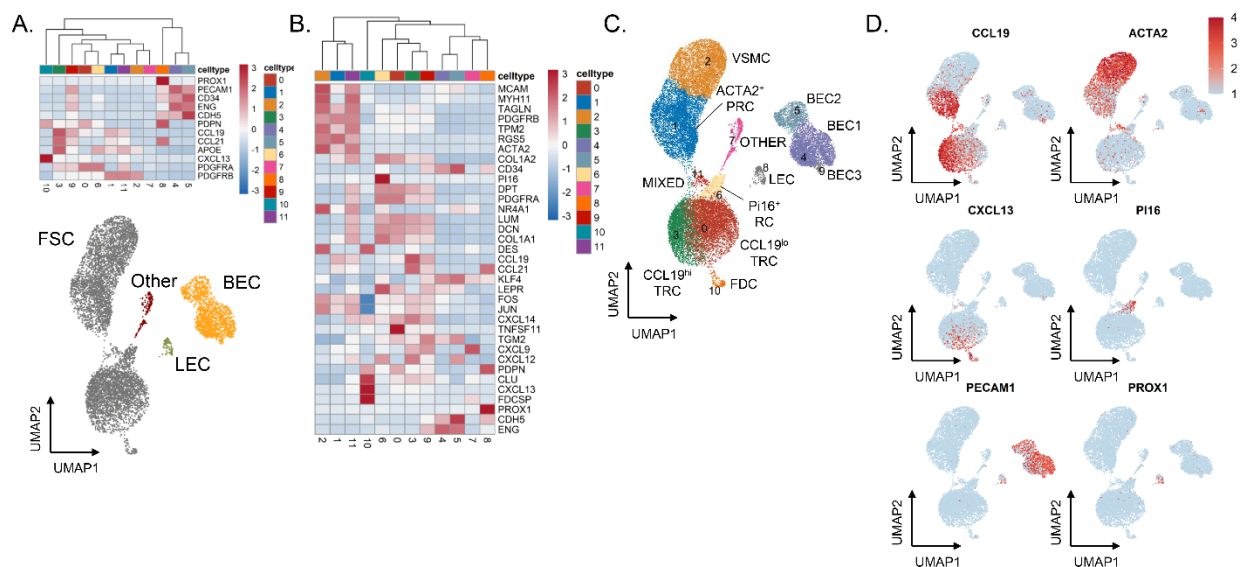 A.
celltype
PROX1
PECAM1
CD34
ENG
CDH5
PDPN
CCL19
CCL21
APOE
CXCL13
PDGFRA
PDGFRB
10 3 9 0 6 1 11 2 7 8 4 5
3
2
1
0
-1
-2
-3
celltype
0
1
2
3
4
5
6
7
8
9
10
11
FSC
Other
BEC
LEC
UMAP2
UMAP1
B.
celltype
MCAM
MYH11
TAGLN
PDGFRB
TPM2
RGS5
ACTA2
COL1A2
CD34
PI16
DPT
PDGFRA
NR4A1
LUM
DCN
COL1A1
DES
CCL19
CCL21
KLF4
LEPR
FOS
JUN
CXCL14
TNFSF11
TGM2
CXCL9
CXCL12
PDPN
CLU
CXCL13
FDCSP
PROX1
CDH5
ENG
2 1 11 10 6 0 3 9 4 5 7 8
3
2
1
0
-1
-2
-3
celltype
0
1
2
3
4
5
6
7
8
9
10
11
C.
2
VSMC
ACTA2⁺
PRC
1
BEC2
5
BEC1
7
OTHER
4
8
9
LEC
BEC3
MIXED
11
6
Pi16⁺
RC
3
0
CCL19ˡᵒ
TRC
CCL19ʰⁱ
TRC
10
FDC
UMAP2
UMAP1
D.
4
3
2
1
CCL19
UMAP2
UMAP1
ACTA2
UMAP2
UMAP1
CXCL13
UMAP2
UMAP1
PI16
UMAP2
UMAP1
PECAM1
UMAP2
UMAP1
PROX1
UMAP2
UMAP1